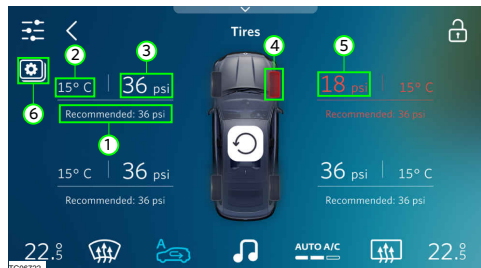 Tires
2 3 4 5
15° C 36 psi 18 psi 15° C
6 Recommended: 36 psi Recommended: 36 psi
1
15° C 36 psi 36 psi 15° C
Recommended: 36 psi Recommended: 36 psi
22.5 A AUTO A/C 22.5